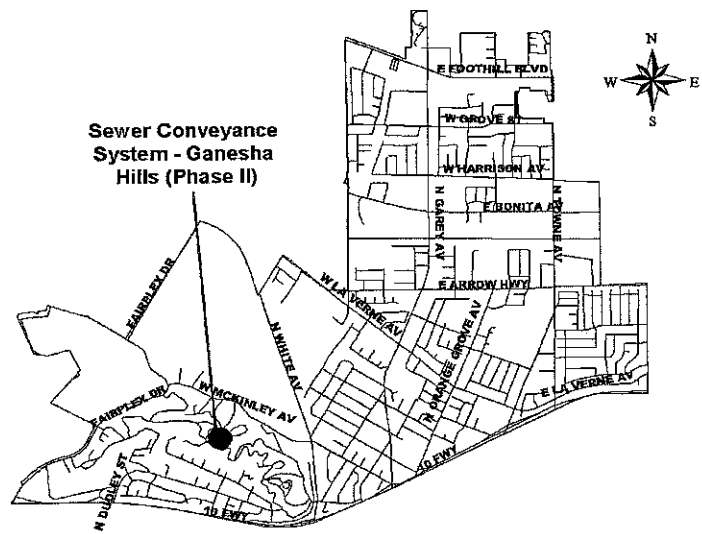 N
W E
S
E FOOTHILL BLVD
W GROVE ST
Sewer Conveyance
System - Ganesha
Hills (Phase II)
W HARRISON AV
N GAREY AV
E BONITA AV
N TOWNE AV
FAIRPLEX DR
W LA VERNE AV
E ARROW HWY
N WHITE AV
N ORANGE GROVE AV
FAIRPLEX DR
W MCKINLEY AV
E LA VERNE AV
N DUDLEY ST
10 FWY
10 FWY